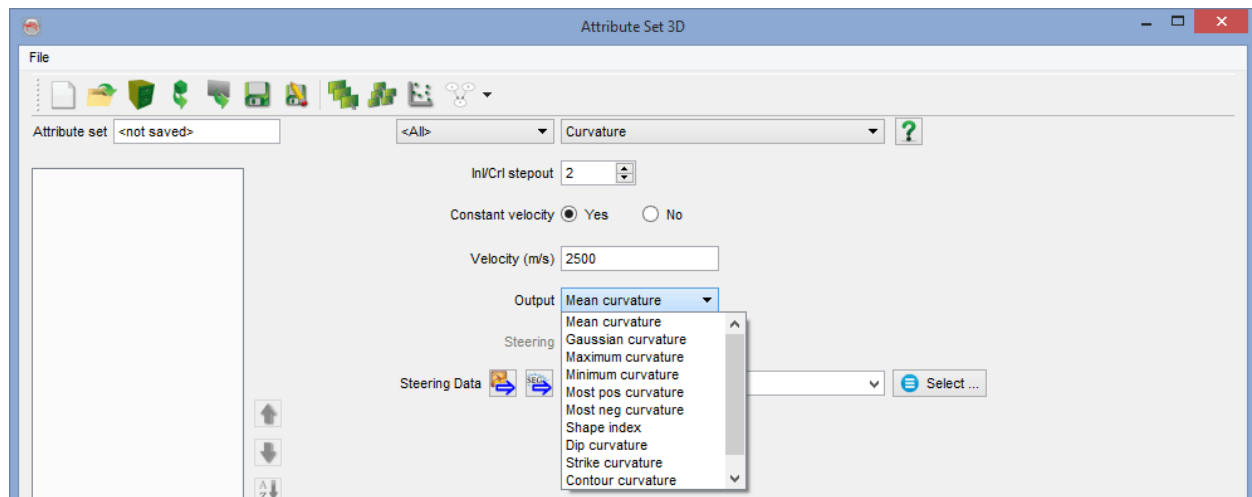 Attribute Set 3D
File
Attribute set <not saved> <All> Curvature ?
Inl/Crl stepout 2
Constant velocity Yes No
Velocity (m/s) 2500
Output Mean curvature
Mean curvature
Gaussian curvature
Maximum curvature
Steering
Minimum curvature
Steering Data SEG Select ...
Most pos curvature
Most neg curvature
Shape index
Dip curvature
Strike curvature
Contour curvature
A
Z